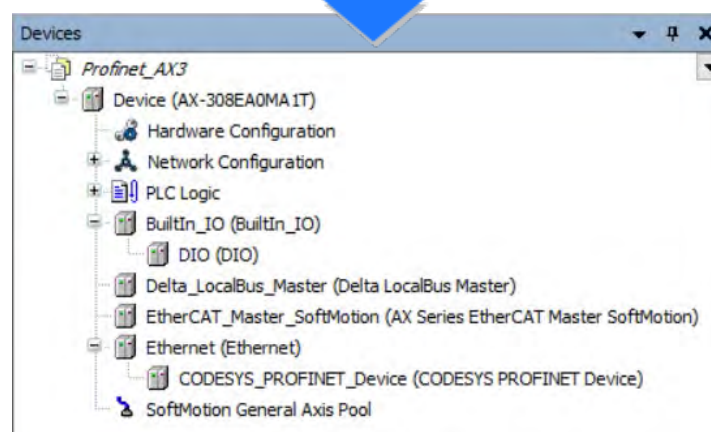 Devices
Profinet_AX3
Device (AX-308EA0MA1T)
Hardware Configuration
Network Configuration
PLC Logic
BuiltIn_IO (BuiltIn_IO)
DIO (DIO)
Delta_LocalBus_Master (Delta LocalBus Master)
EtherCAT_Master_SoftMotion (AX Series EtherCAT Master SoftMotion)
Ethernet (Ethernet)
CODESYS_PROFINET_Device (CODESYS PROFINET Device)
SoftMotion General Axis Pool